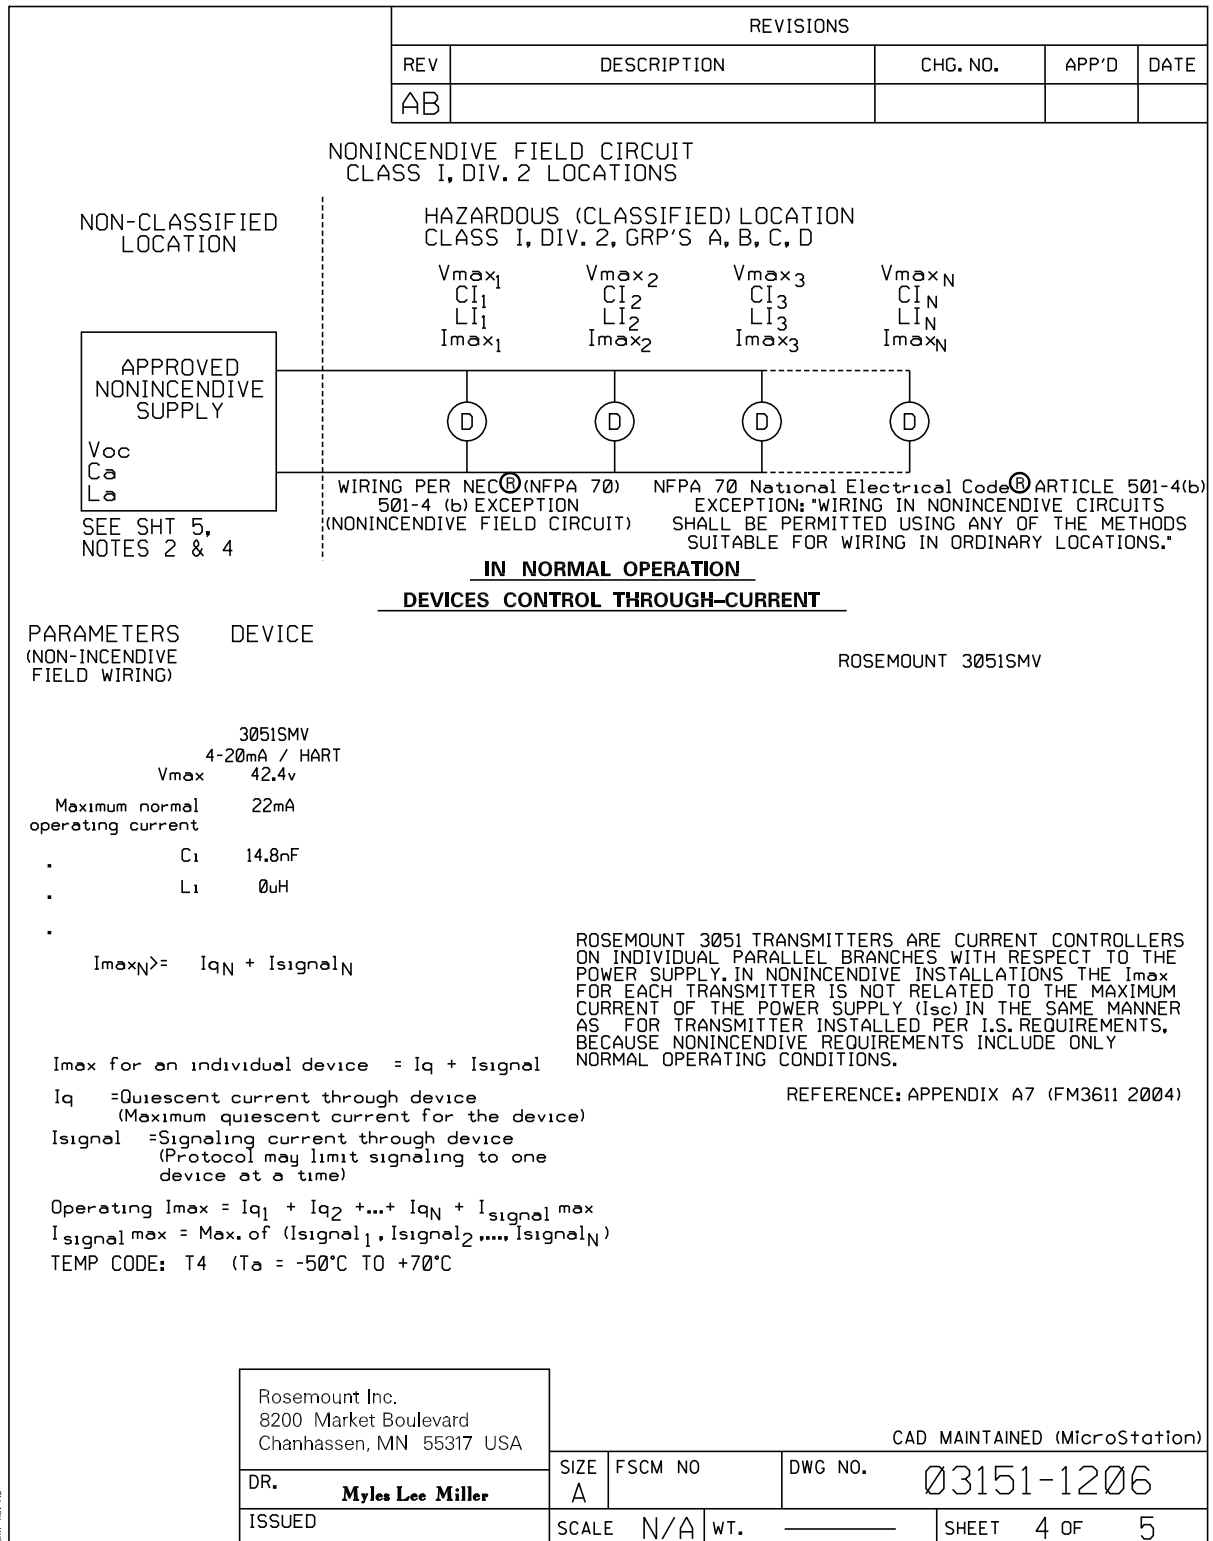 REVISIONS
REV DESCRIPTION CHG. NO. APP'D DATE
AB
NONINCENDIVE FIELD CIRCUIT
CLASS I, DIV. 2 LOCATIONS
NON-CLASSIFIED
LOCATION
HAZARDOUS (CLASSIFIED) LOCATION
CLASS I, DIV. 2, GRP'S A, B, C, D
Vmax1 Vmax2 Vmax3 VmaxN
CI1 CI2 CI3 CIN
LI1 LI2 LI3 LIN
Imax1 Imax2 Imax3 ImaxN
APPROVED
NONINCENDIVE
SUPPLY
D D D D
Voc
Ca
La
SEE SHT 5,
NOTES 2 & 4
WIRING PER NEC® (NFPA 70)
501-4 (b) EXCEPTION
(NONINCENDIVE FIELD CIRCUIT)
NFPA 70 National Electrical Code® ARTICLE 501-4(b)
EXCEPTION: "WIRING IN NONINCENDIVE CIRCUITS
SHALL BE PERMITTED USING ANY OF THE METHODS
SUITABLE FOR WIRING IN ORDINARY LOCATIONS."
IN NORMAL OPERATION
DEVICES CONTROL THROUGH–CURRENT
PARAMETERS DEVICE
(NON-INCENDIVE
FIELD WIRING)
ROSEMOUNT 3051SMV
3051SMV
4-20mA / HART
Vmax 42.4v
Maximum normal 22mA
operating current
Ci 14.8nF
Li 0uH
ImaxN>= IqN + IsignalN
ROSEMOUNT 3051 TRANSMITTERS ARE CURRENT CONTROLLERS
ON INDIVIDUAL PARALLEL BRANCHES WITH RESPECT TO THE
POWER SUPPLY. IN NONINCENDIVE INSTALLATIONS THE Imax
FOR EACH TRANSMITTER IS NOT RELATED TO THE MAXIMUM
CURRENT OF THE POWER SUPPLY (Isc) IN THE SAME MANNER
AS FOR TRANSMITTER INSTALLED PER I.S. REQUIREMENTS,
BECAUSE NONINCENDIVE REQUIREMENTS INCLUDE ONLY
NORMAL OPERATING CONDITIONS.
REFERENCE: APPENDIX A7 (FM3611 2004)
Imax for an individual device = Iq + Isignal
Iq =Quiescent current through device
(Maximum quiescent current for the device)
Isignal =Signaling current through device
(Protocol may limit signaling to one
device at a time)
Operating Imax = Iq1 + Iq2 +...+ IqN + Isignal max
Isignal max = Max. of (Isignal1, Isignal2 ,...., IsignalN)
TEMP CODE: T4 (Ta = -50°C TO +70°C
Rosemount Inc.
8200 Market Boulevard
Chanhassen, MN 55317 USA
CAD MAINTAINED (MicroStation)
DR. Myles Lee Miller
SIZE A FSCM NO DWG NO. 03151-1206
ISSUED
SCALE N/A WT. SHEET 4 OF 5